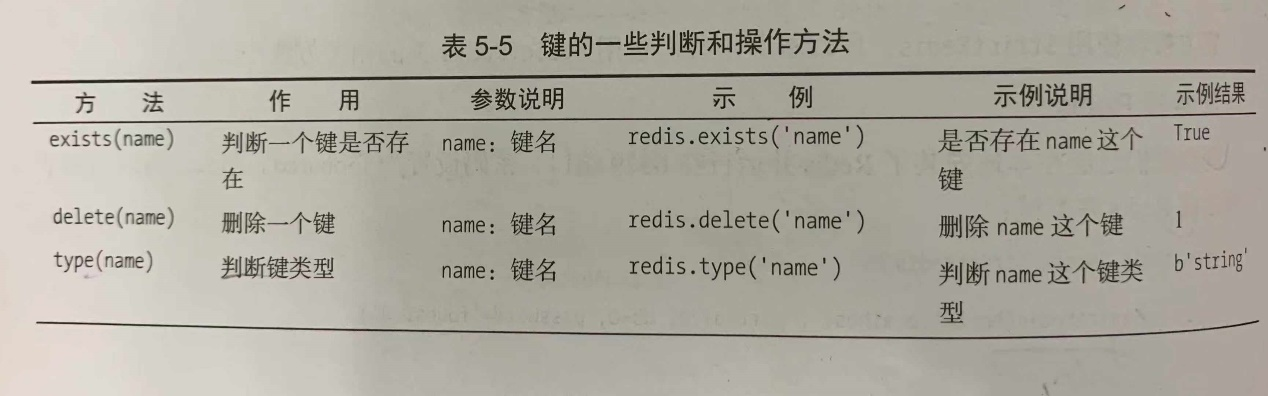 表 5-5 键的一些判断和操作方法
方 法 作 用 参数说明 示 例 示例说明 示例结果
exists(name) 判断一个键是否存 name：键名 redis.exists('name') 是否存在 name 这个 True
在 键
delete(name) 删除一个键 name：键名 redis.delete('name') 删除 name 这个键 1
type(name) 判断键类型 name：键名 redis.type('name') 判断 name 这个键类 b'string'
型